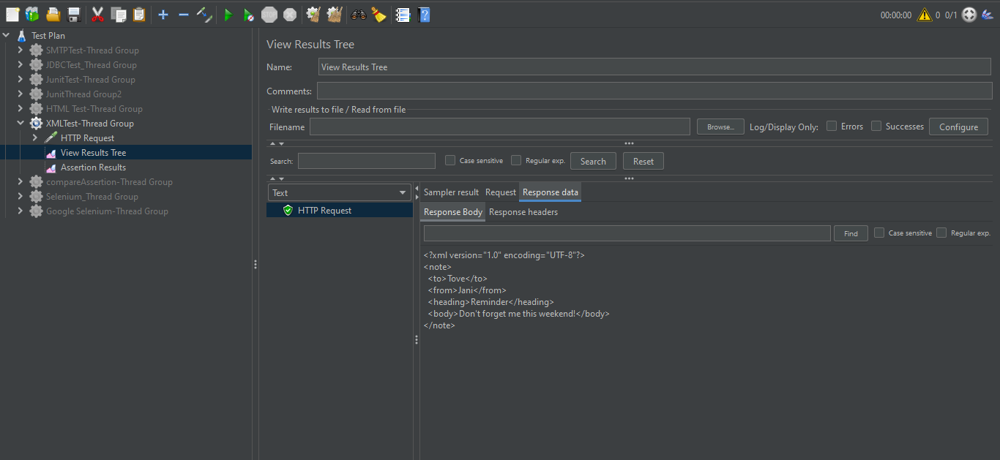 00:00:00 0 0/1
Test Plan
SMTPTest-Thread Group
JDBCTest_Thread Group
JunitTest-Thread Group
JunitThread Group2
HTML Test-Thread Group
XMLTest-Thread Group
HTTP Request
View Results Tree
Assertion Results
compareAssertion-Thread Group
Selenium_Thread Group
Google Selenium-Thread Group
View Results Tree
Name: View Results Tree
Comments:
Write results to file / Read from file
Filename Browse... Log/Display Only: Errors Successes Configure
Search: Case sensitive Regular exp. Search Reset
Text
HTTP Request
Sampler result Request Response data
Response Body Response headers
Find Case sensitive Regular exp.
<?xml version="1.0" encoding="UTF-8"?>
<note>
<to>Tove</to>
<from>Jani</from>
<heading>Reminder</heading>
<body>Don't forget me this weekend!</body>
</note>